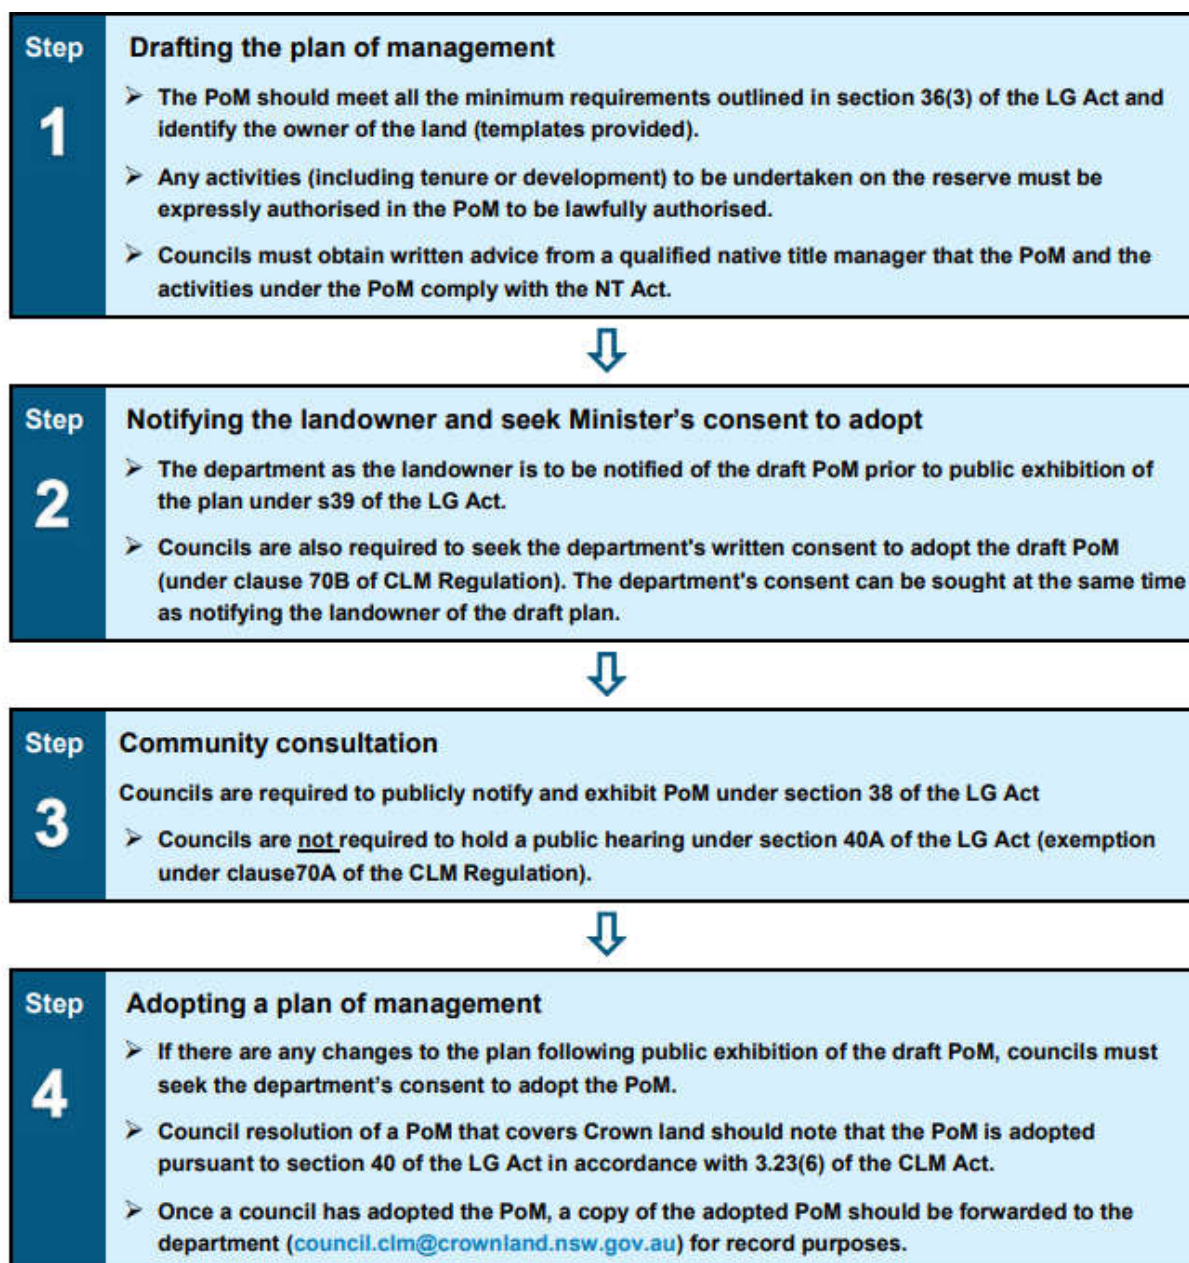 Step
1
Drafting the plan of management
➢ The PoM should meet all the minimum requirements outlined in section 36(3) of the LG Act and
identify the owner of the land (templates provided).
➢ Any activities (including tenure or development) to be undertaken on the reserve must be
expressly authorised in the PoM to be lawfully authorised.
➢ Councils must obtain written advice from a qualified native title manager that the PoM and the
activities under the PoM comply with the NT Act.
Step
2
Notifying the landowner and seek Minister's consent to adopt
➢ The department as the landowner is to be notified of the draft PoM prior to public exhibition of
the plan under s39 of the LG Act.
➢ Councils are also required to seek the department's written consent to adopt the draft PoM
(under clause 70B of CLM Regulation). The department's consent can be sought at the same time
as notifying the landowner of the draft plan.
Step
3
Community consultation
Councils are required to publicly notify and exhibit PoM under section 38 of the LG Act
➢ Councils are not required to hold a public hearing under section 40A of the LG Act (exemption
under clause70A of the CLM Regulation).
Step
4
Adopting a plan of management
➢ If there are any changes to the plan following public exhibition of the draft PoM, councils must
seek the department's consent to adopt the PoM.
➢ Council resolution of a PoM that covers Crown land should note that the PoM is adopted
pursuant to section 40 of the LG Act in accordance with 3.23(6) of the CLM Act.
➢ Once a council has adopted the PoM, a copy of the adopted PoM should be forwarded to the
department (council.clm@crownland.nsw.gov.au) for record purposes.